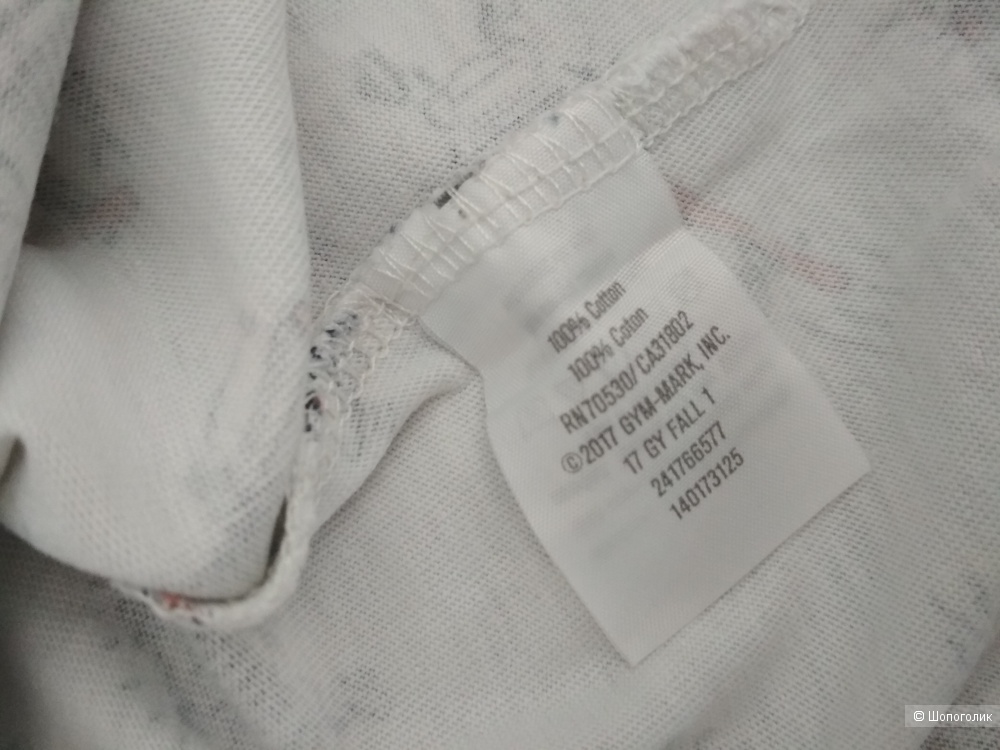 100% Cotton
100% Coton
RN70530/ CA31802
©2017 GYM-MARK, INC.
17 GY FALL 1
241766577
140173125
© Шопоголик